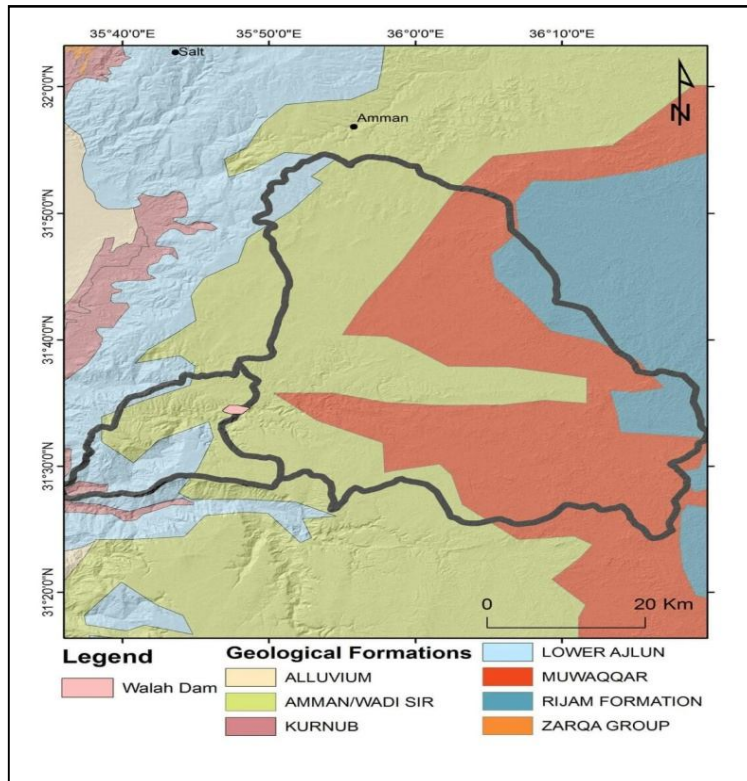 35°40'0"E 35°50'0"E 36°0'0"E 36°10'0"E
Salt
32°0'0"N
Amman
N
31°50'0"N
31°40'0"N
31°30'0"N
31°20'0"N
0 20 Km
Legend
Walah Dam
Geological Formations
ALLUVIUM
AMMAN/WADI SIR
KURNUB
LOWER AJLUN
MUWAQQAR
RIJAM FORMATION
ZARQA GROUP